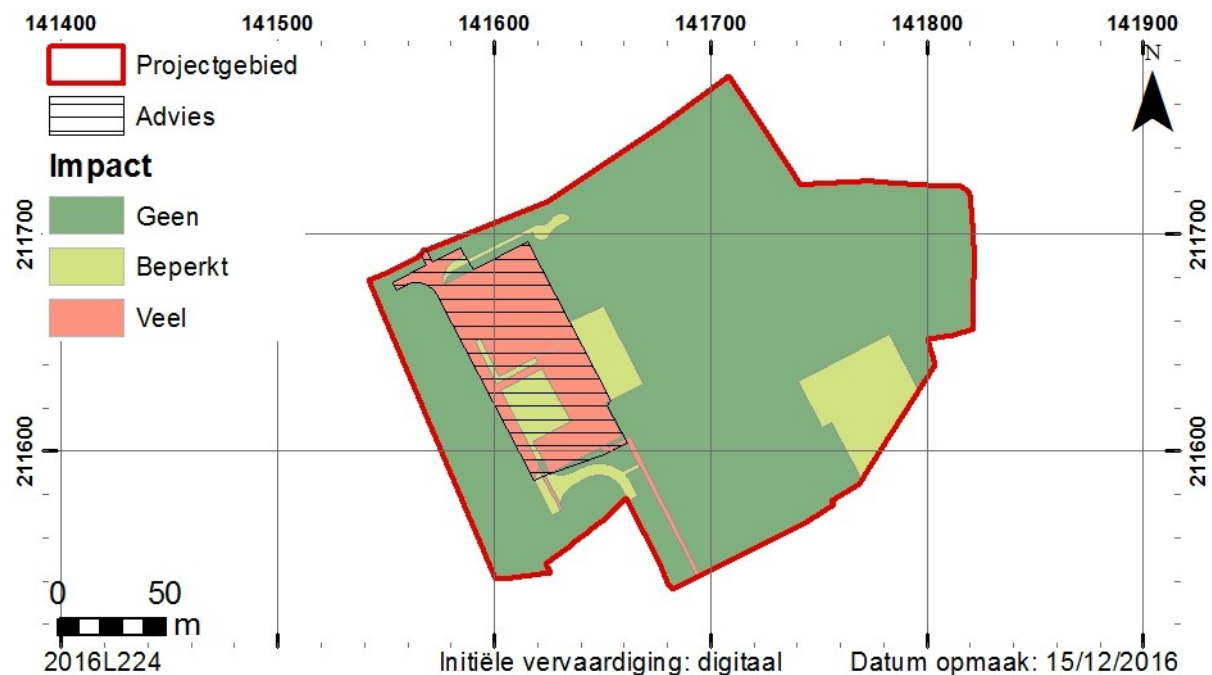 141400 141500 141600 141700 141800 141900
N
Projectgebied
Advies
Impact
Geen
Beperkt
Veel
211700 211700
211600 211600
0 50
m
2016L224 Initiële vervaardiging: digitaal Datum opmaak: 15/12/2016